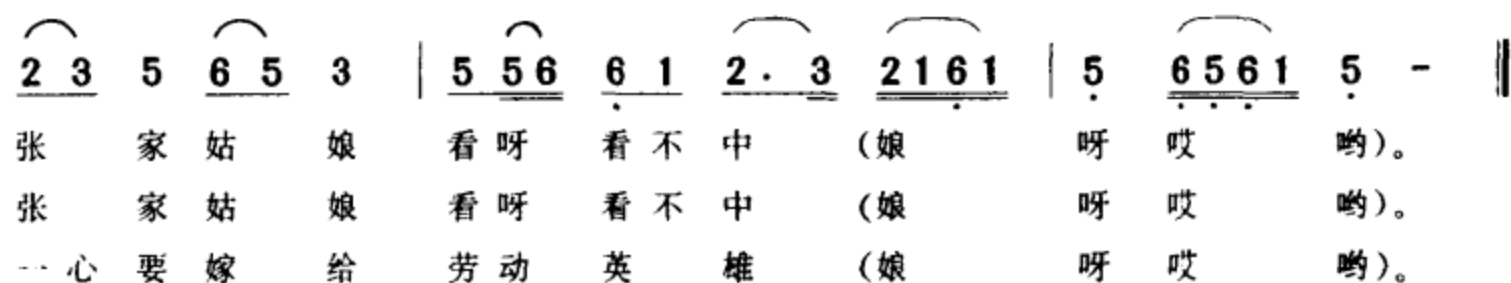 2 3 5 6 5 3 | 5 5 6 6 1 2 . 3 2 1 6 1 | 5 6 5 6 1 5 - ‖
张 家 姑 娘 看 呀 看 不 中 (娘 呀 哎 哟)。
张 家 姑 娘 看 呀 看 不 中 (娘 呀 哎 哟)。
一 心 要 嫁 给 劳 动 英 雄 (娘 呀 哎 哟)。